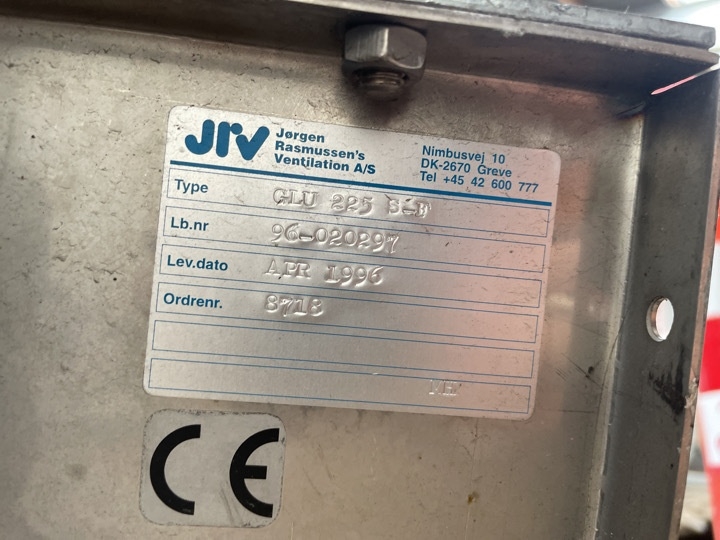 JRV
Jørgen
Rasmussen's
Ventilation A/S
Nimbusvej 10
DK-2670 Greve
Tel +45 42 600 777
Type GLU 225
Lb.nr 96-020297
Lev.dato APR 1996
Ordrenr. 8718
MH
CE